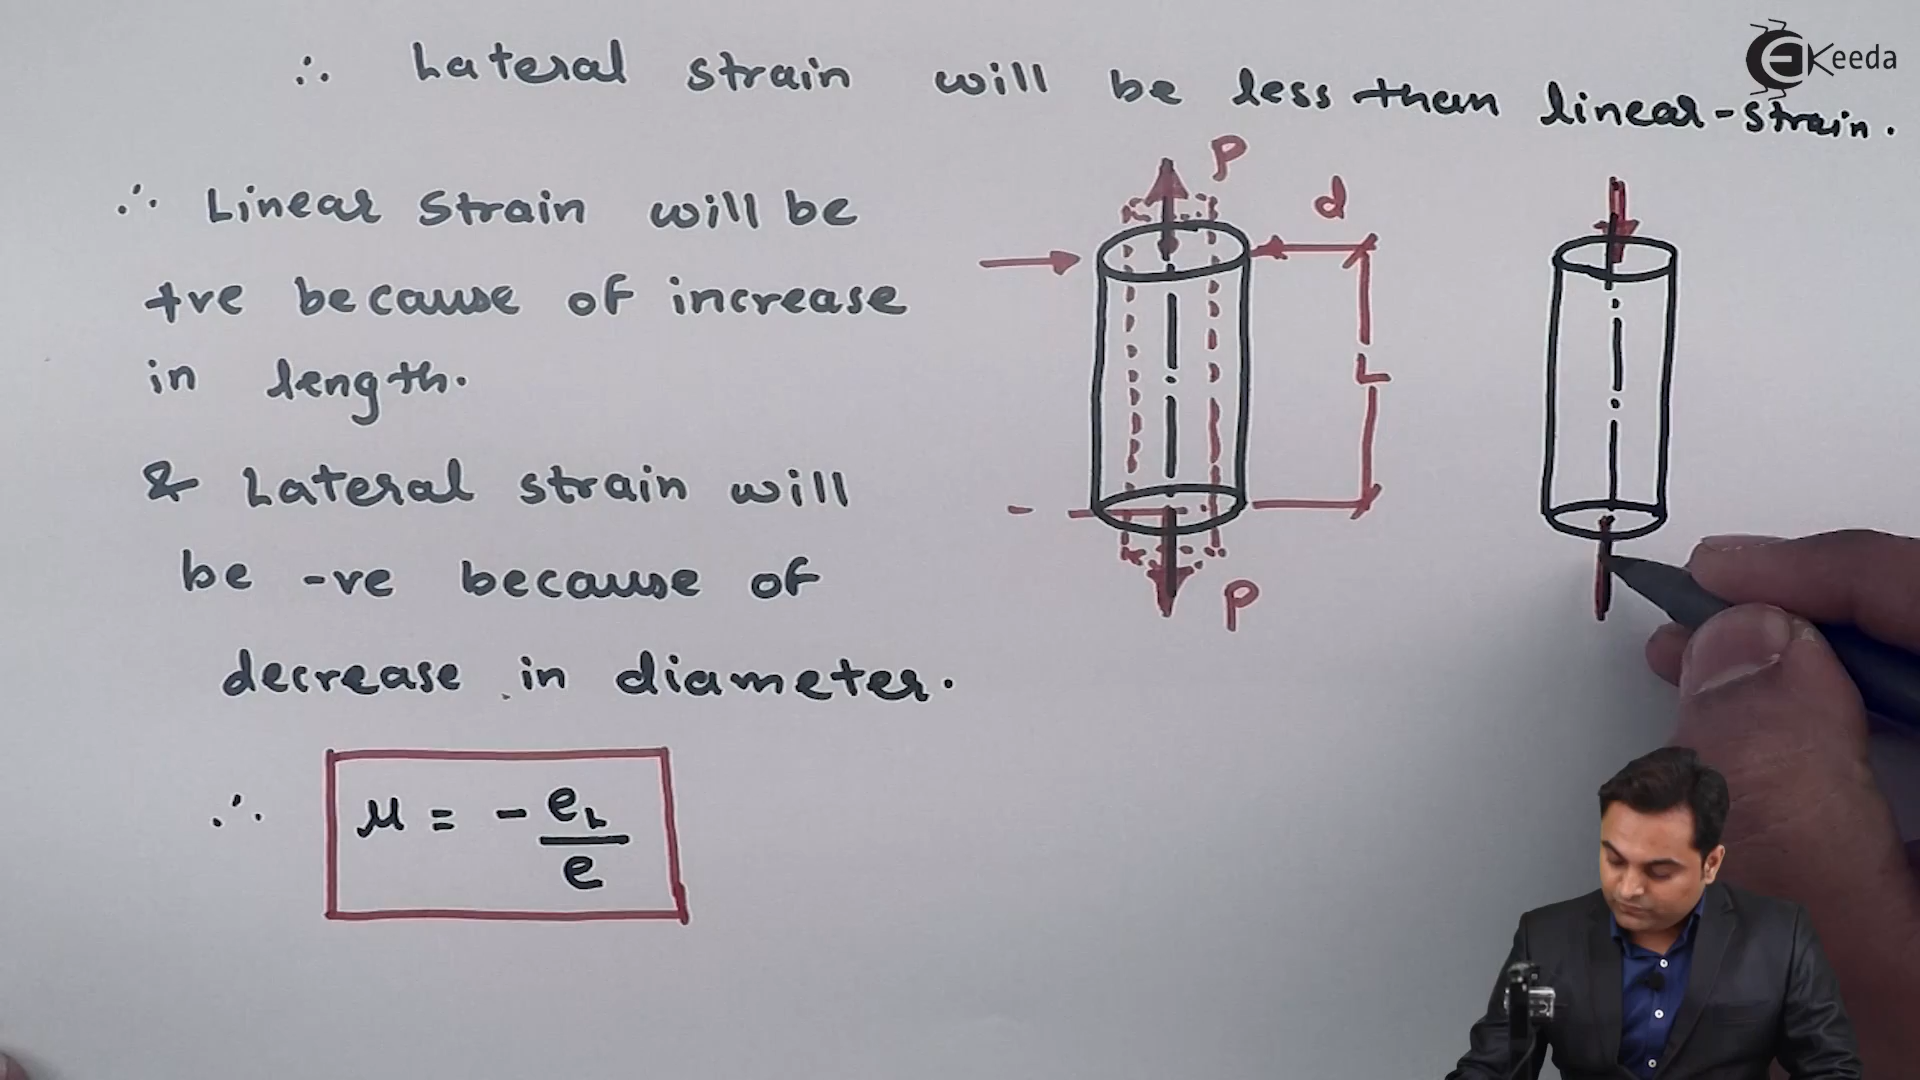 ∴ Lateral strain will be less than linear-strain.
∴ Linear strain will be
+ve because of increase
in length.
& Lateral strain will
be -ve because of
decrease in diameter.
∴ μ = - e_L / e
P
d
L
P
Keeda